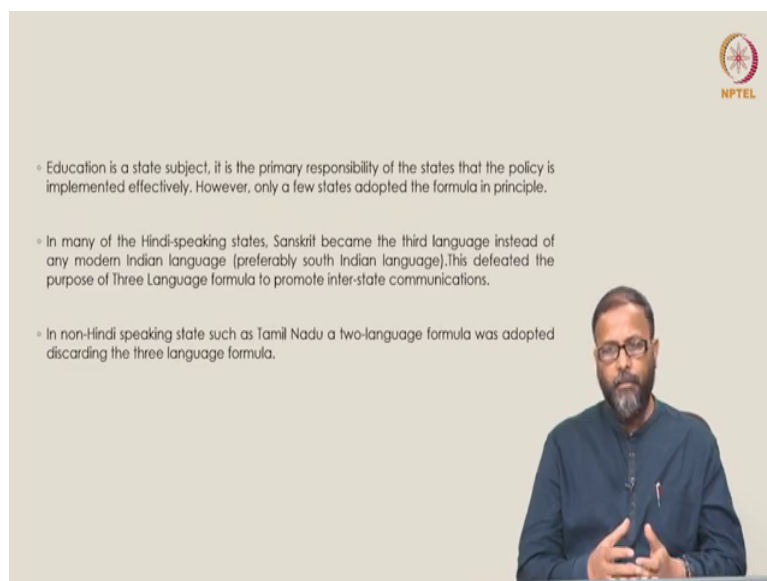 NPTEL
◦ Education is a state subject, it is the primary responsibility of the states that the policy is
implemented effectively. However, only a few states adopted the formula in principle.
◦ In many of the Hindi-speaking states, Sanskrit became the third language instead of
any modern Indian language (preferably south Indian language).This defeated the
purpose of Three Language formula to promote inter-state communications.
◦ In non-Hindi speaking state such as Tamil Nadu a two-language formula was adopted
discarding the three language formula.